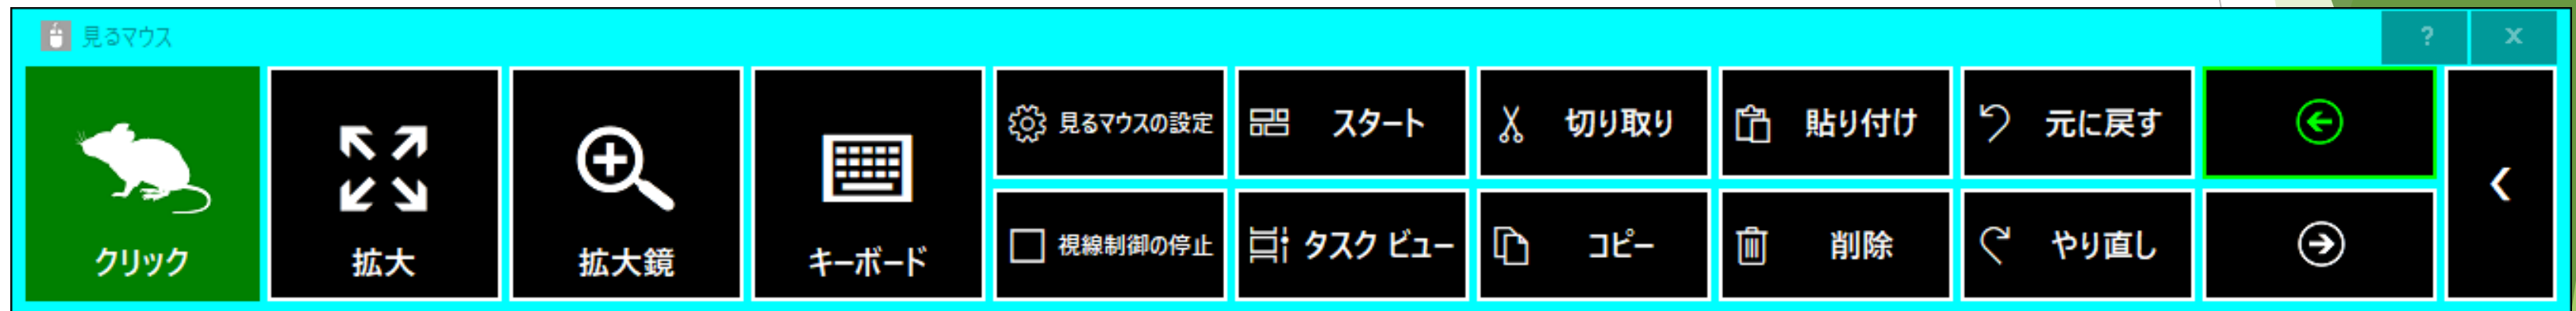 見るマウス
? x
クリック
拡大
拡大鏡
キーボード
見るマウスの設定
スタート
切り取り
貼り付け
元に戻す
視線制御の停止
タスク ビュー
コピー
削除
やり直し